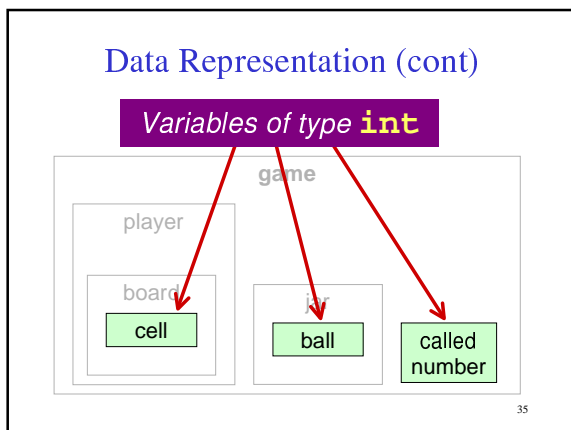 Data Representation (cont)
Variables of type int
game
player
board
jar
cell
ball
called
number
35